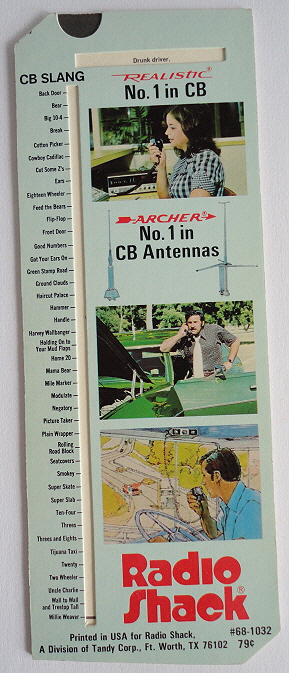 Drunk driver.
CB SLANG
Back Door
Bear
Big 10-4
Break
Cotton Picker
Cowboy Cadillac
Cut Some Z's
Ears
Eighteen Wheeler
Feed the Bears
Flip-Flop
Front Door
Good Numbers
Got Your Ears On
Green Stamp Road
Ground Clouds
Haircut Palace
Hammer
Handle
Harvey Wallbanger
Holding On to
Your Mud Flaps
Home 20
Mama Bear
Mile Marker
Modulate
Negatory
Picture Taker
Plain Wrapper
Rolling
Road Block
Seatcovers
Smokey
Super Skate
Super Slab
Ten-Four
Threes
Threes and Eights
Tijuana Taxi
Twenty
Two Wheeler
Uncle Charlie
Wall to Wall
and Treetop Tall
Willie Weaver
REALISTIC®
No. 1 in CB
ARCHER®
No. 1 in
CB Antennas
Radio
Shack®
Printed in USA for Radio Shack,
A Division of Tandy Corp., Ft. Worth, TX 76102
#68-1032
79¢